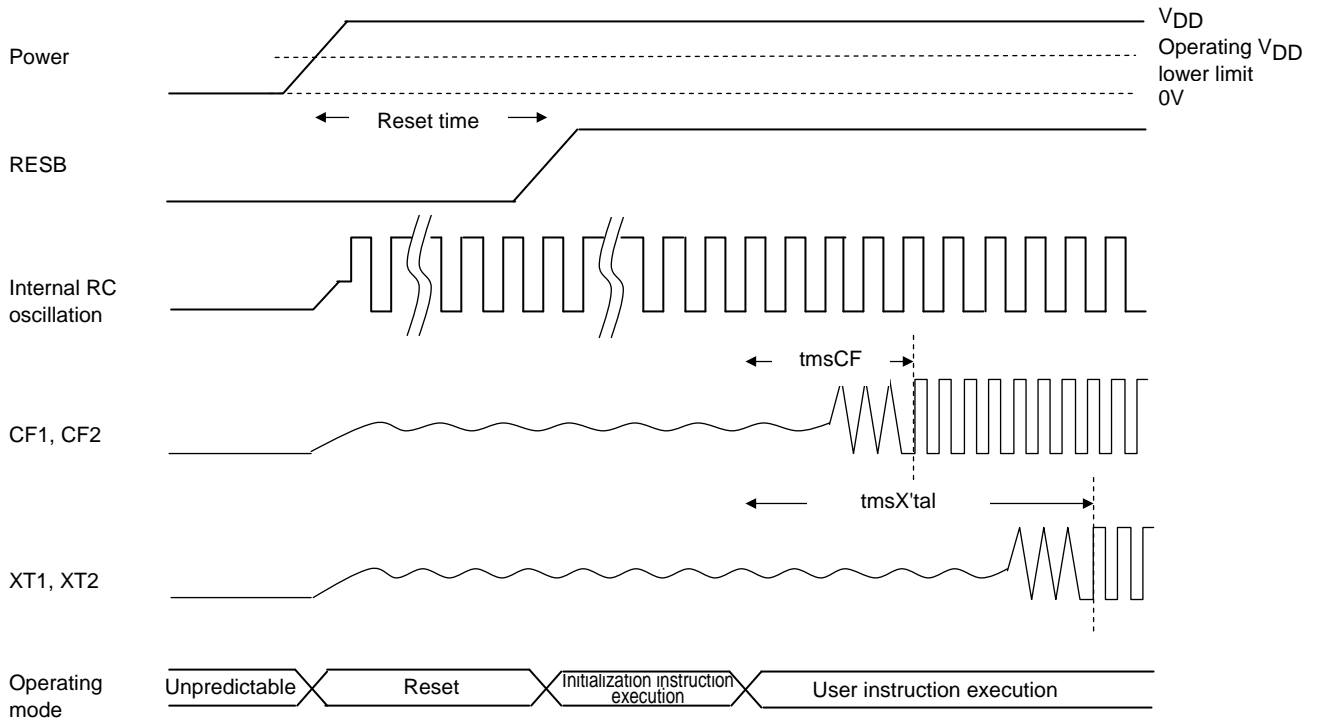 Power
VDD
Operating VDD
lower limit
0V
Reset time
RESB
Internal RC
oscillation
tmsCF
CF1, CF2
tmsX'tal
XT1, XT2
Operating
mode
Unpredictable
Reset
Initialization instruction
execution
User instruction execution